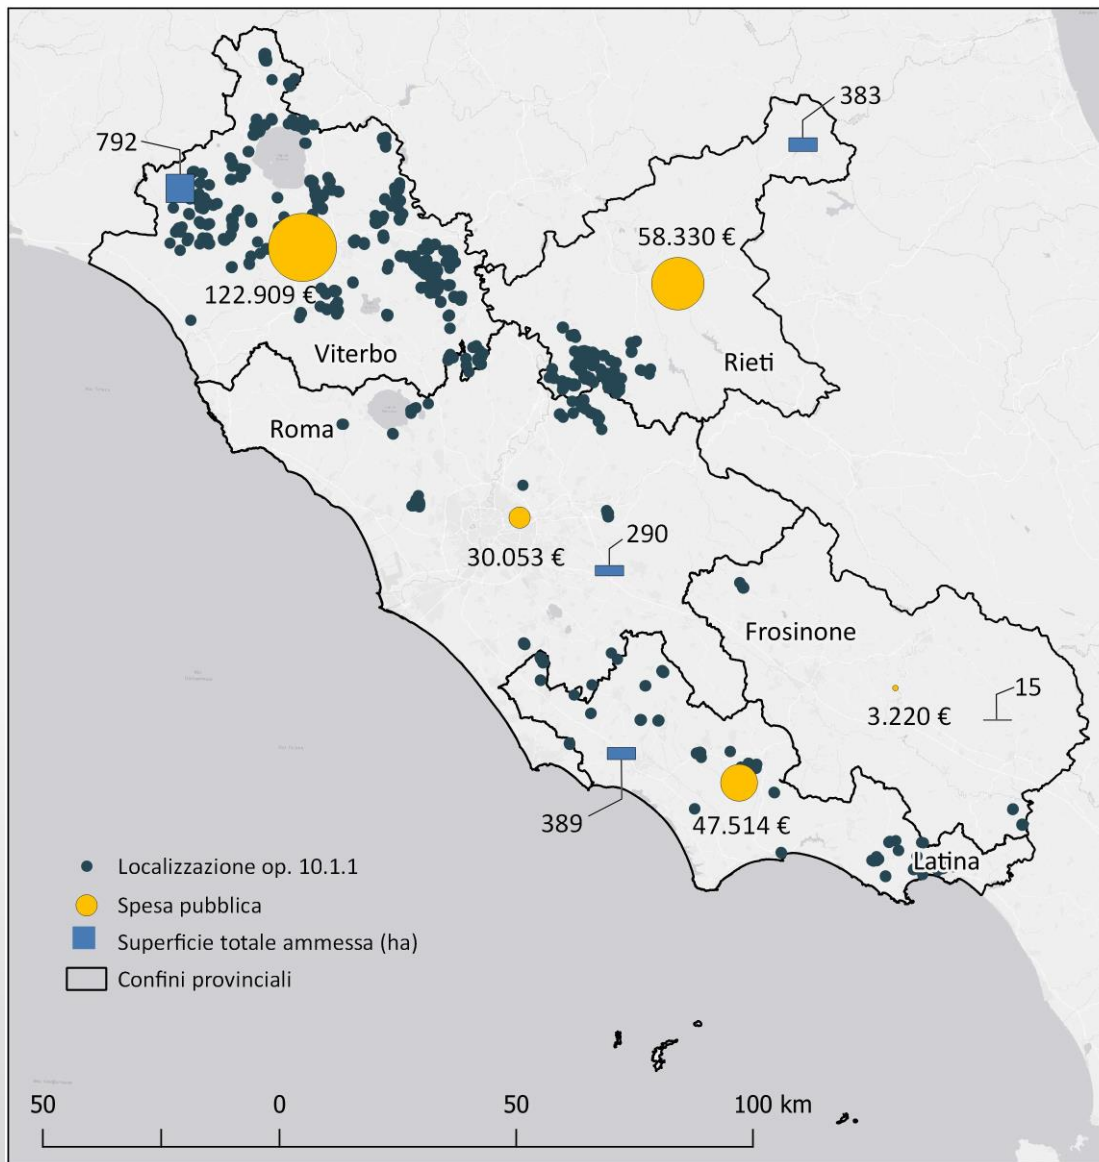 383
792
58.330 €
122.909 €
Viterbo
Rieti
Roma
290
30.053 €
Frosinone
15
3.220 €
389
47.514 €
Latina
Localizzazione op. 10.1.1
Spesa pubblica
Superficie totale ammessa (ha)
Confini provinciali
50 0 50 100 km